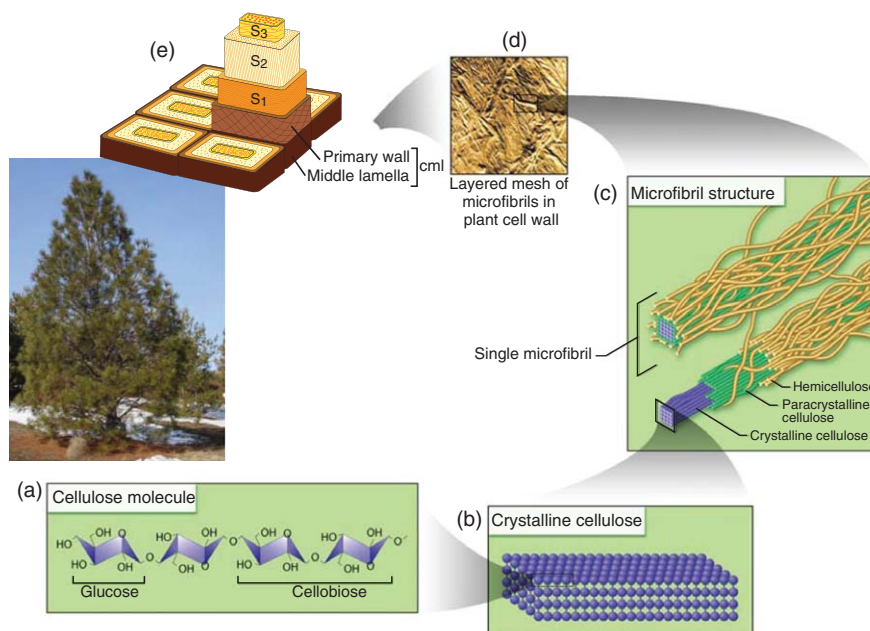 (e)
S3
S2
S1
Primary wall
Middle lamella
cml
(d)
Layered mesh of
microfibrils in
plant cell wall
(c)
Microfibril structure
Single microfibril
Hemicellulose
Paracrystalline
cellulose
Crystalline cellulose
(a)
Cellulose molecule
OH O HO OH OH HO O OH O
HO OH HO O OH HO OH
Glucose
Cellobiose
(b)
Crystalline cellulose